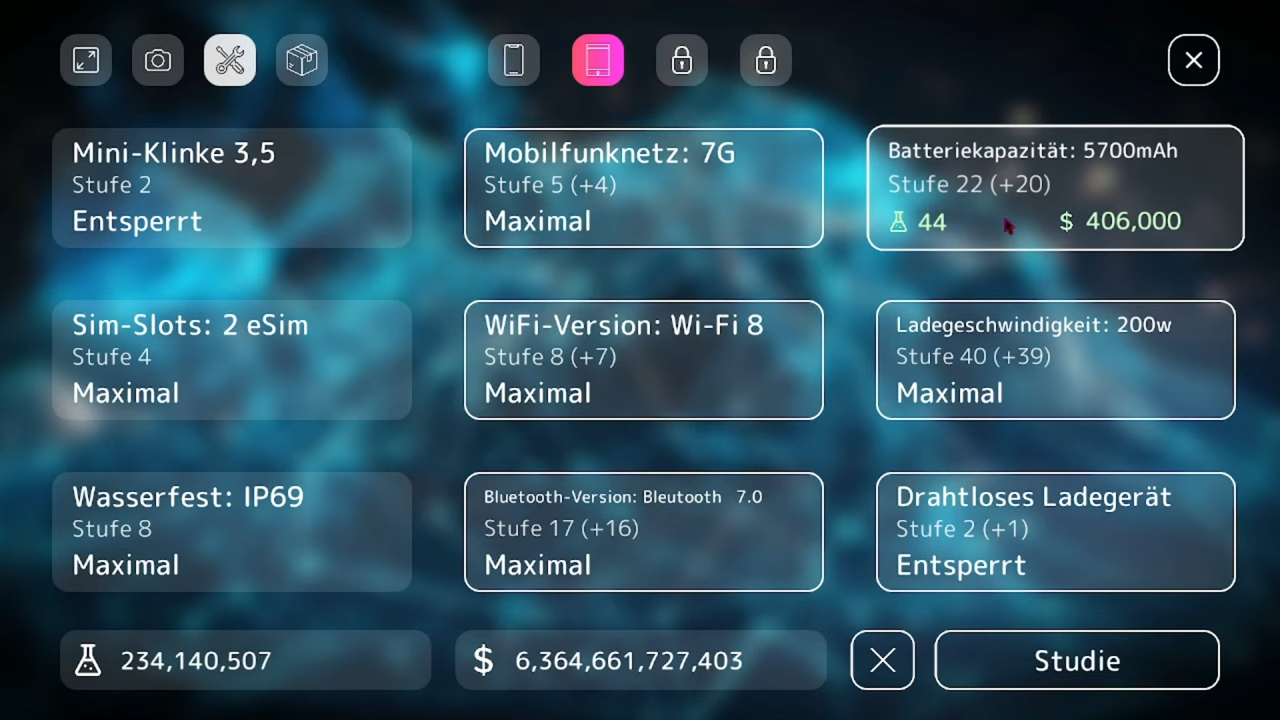 Mini-Klinke 3,5
Stufe 2
Entsperrt
Mobilfunknetz: 7G
Stufe 5 (+4)
Maximal
Batteriekapazität: 5700mAh
Stufe 22 (+20)
44 $ 406,000
Sim-Slots: 2 eSim
Stufe 4
Maximal
WiFi-Version: Wi-Fi 8
Stufe 8 (+7)
Maximal
Ladegeschwindigkeit: 200w
Stufe 40 (+39)
Maximal
Wasserfest: IP69
Stufe 8
Maximal
Bluetooth-Version: Bleutooth 7.0
Stufe 17 (+16)
Maximal
Drahtloses Ladegerät
Stufe 2 (+1)
Entsperrt
234,140,507
$ 6,364,661,727,403
Studie